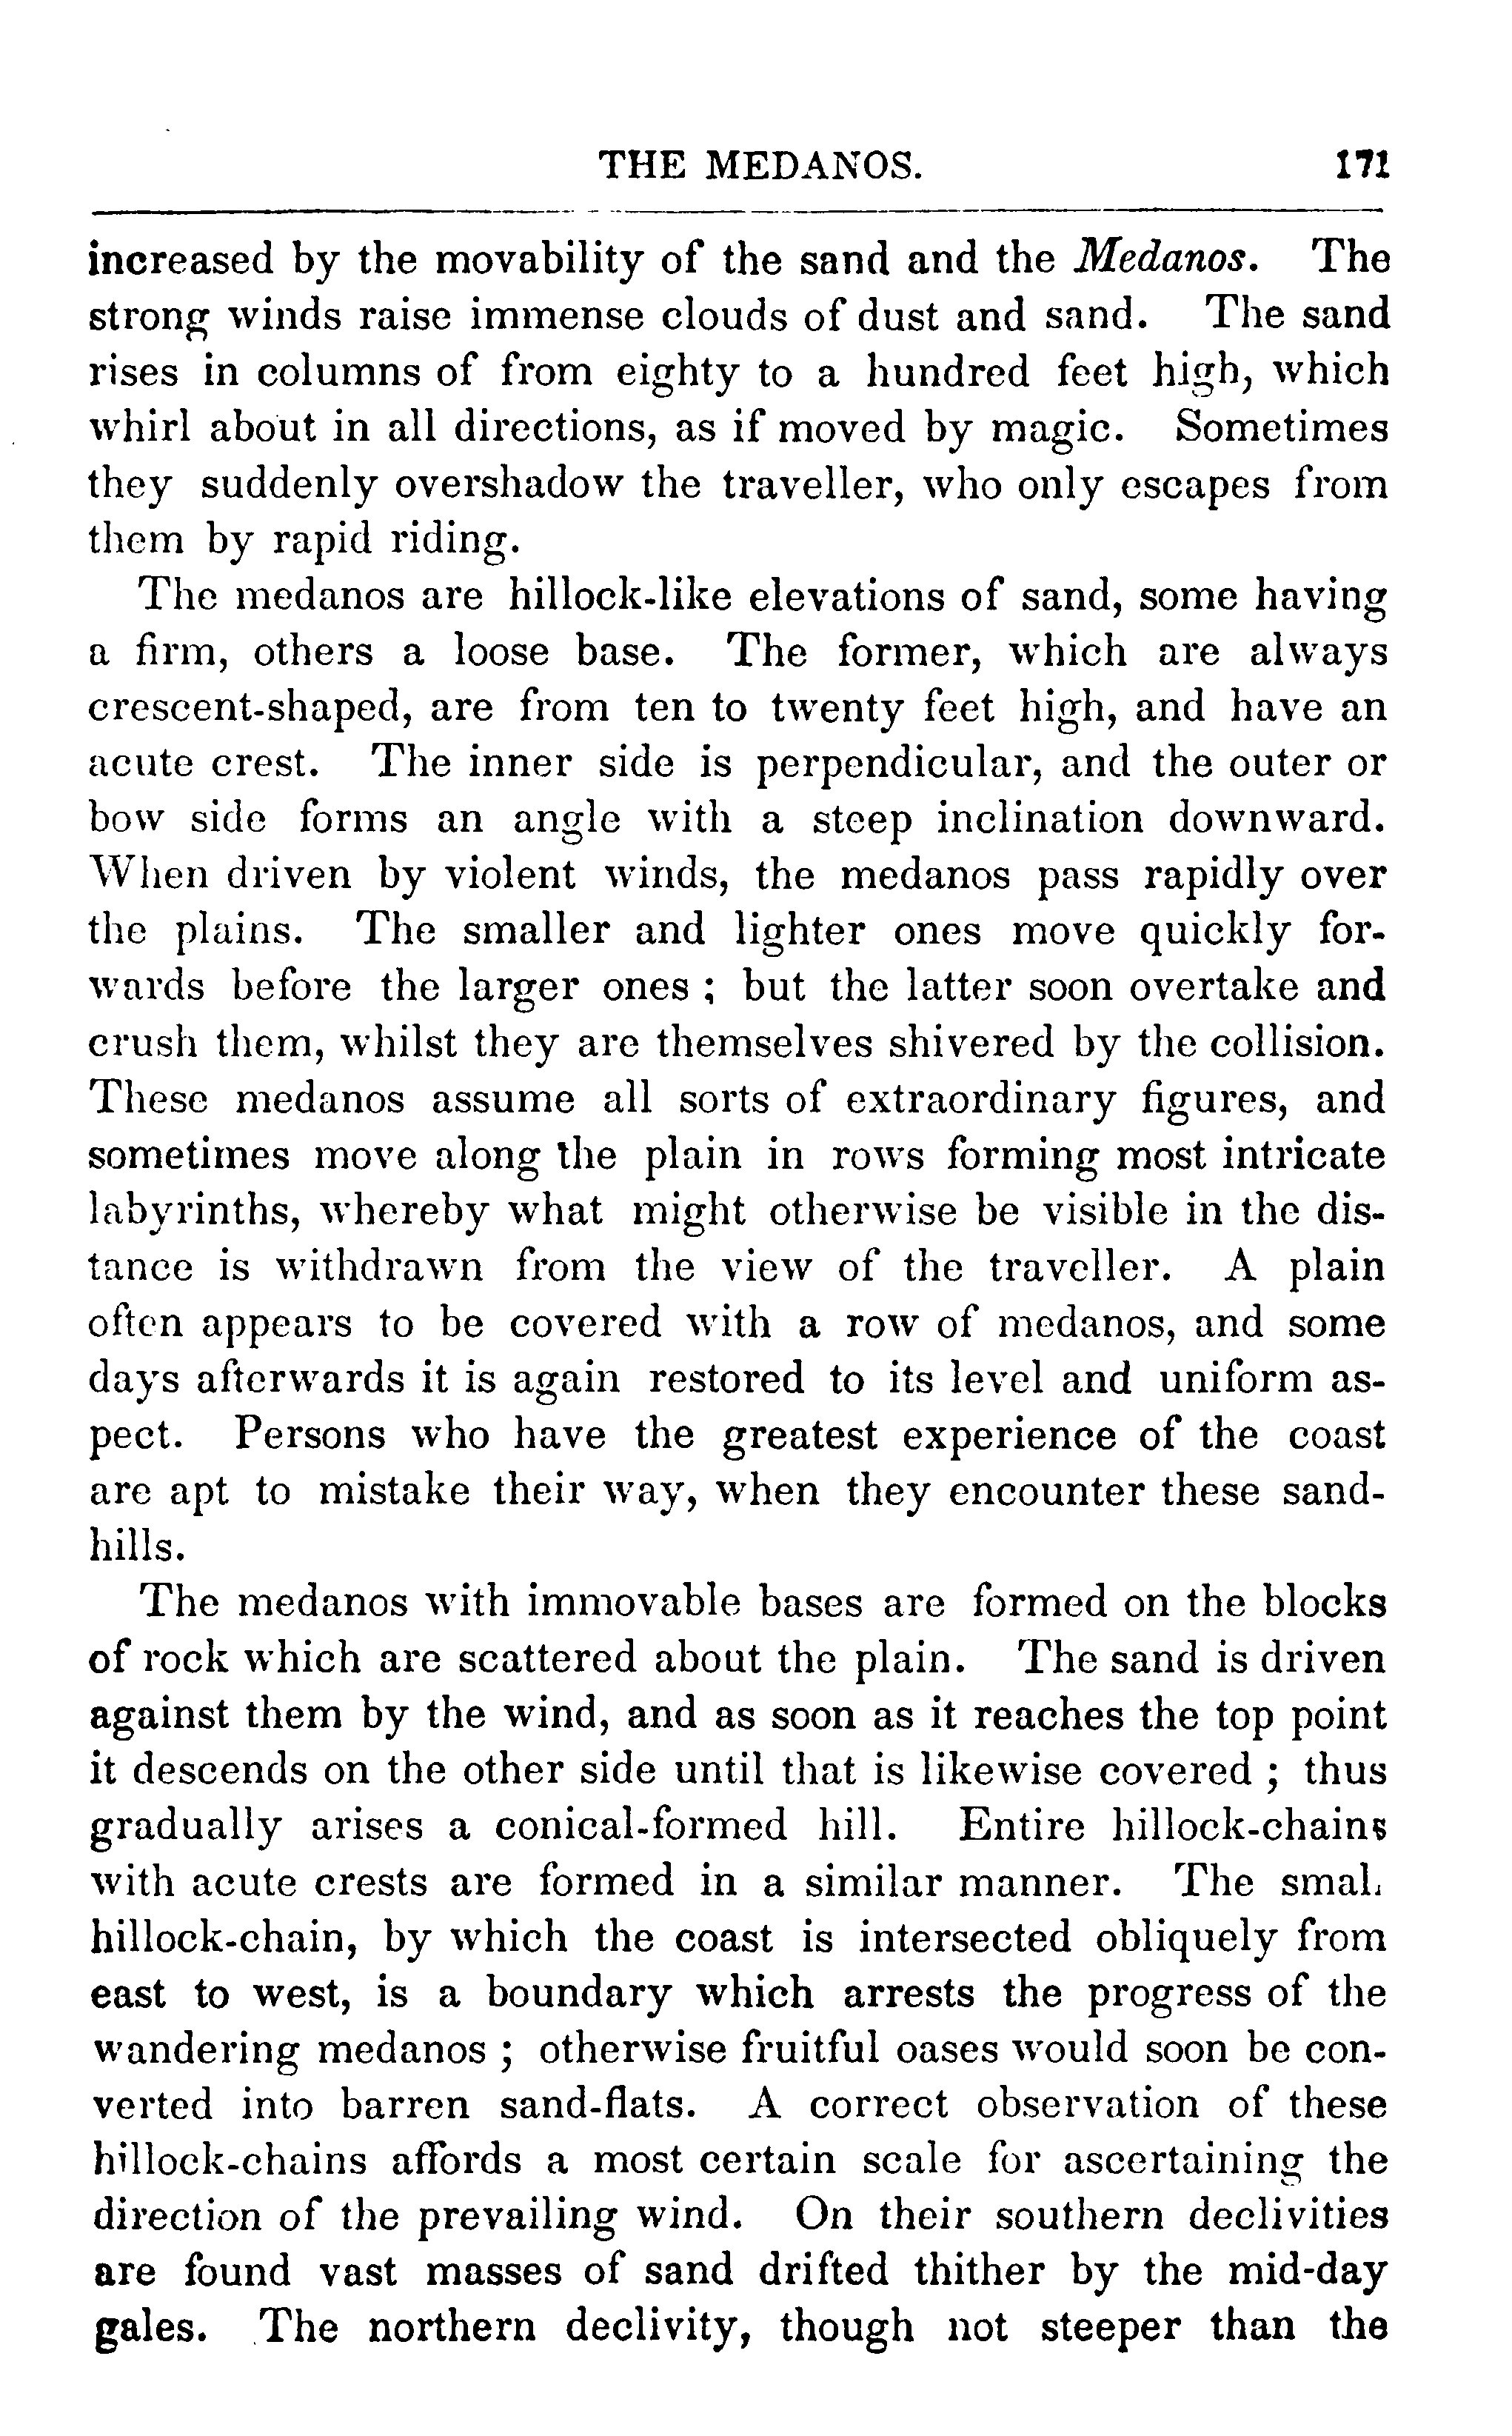 THE MEDANOS. 171
increased by the movability of the sand and the Medanos. The
strong winds raise immense clouds of dust and sand. The sand
rises in columns of from eighty to a hundred feet high, which
whirl about in all directions, as if moved by magic. Sometimes
they suddenly overshadow the traveller, who only escapes from
them by rapid riding.
The medanos are hillock-like elevations of sand, some having
a firm, others a loose base. The former, which are always
crescent-shaped, are from ten to twenty feet high, and have an
acute crest. The inner side is perpendicular, and the outer or
bow side forms an angle with a steep inclination downward.
When driven by violent winds, the medanos pass rapidly over
the plains. The smaller and lighter ones move quickly for-
wards before the larger ones ; but the latter soon overtake and
crush them, whilst they are themselves shivered by the collision.
These medanos assume all sorts of extraordinary figures, and
sometimes move along the plain in rows forming most intricate
labyrinths, whereby what might otherwise be visible in the dis-
tance is withdrawn from the view of the traveller. A plain
often appears to be covered with a row of medanos, and some
days afterwards it is again restored to its level and uniform as-
pect. Persons who have the greatest experience of the coast
are apt to mistake their way, when they encounter these sand-
hills.
The medanos with immovable bases are formed on the blocks
of rock which are scattered about the plain. The sand is driven
against them by the wind, and as soon as it reaches the top point
it descends on the other side until that is likewise covered ; thus
gradually arises a conical-formed hill. Entire hillock-chains
with acute crests are formed in a similar manner. The small
hillock-chain, by which the coast is intersected obliquely from
east to west, is a boundary which arrests the progress of the
wandering medanos ; otherwise fruitful oases would soon be con-
verted into barren sand-flats. A correct observation of these
hillock-chains affords a most certain scale for ascertaining the
direction of the prevailing wind. On their southern declivities
are found vast masses of sand drifted thither by the mid-day
gales. The northern declivity, though not steeper than the